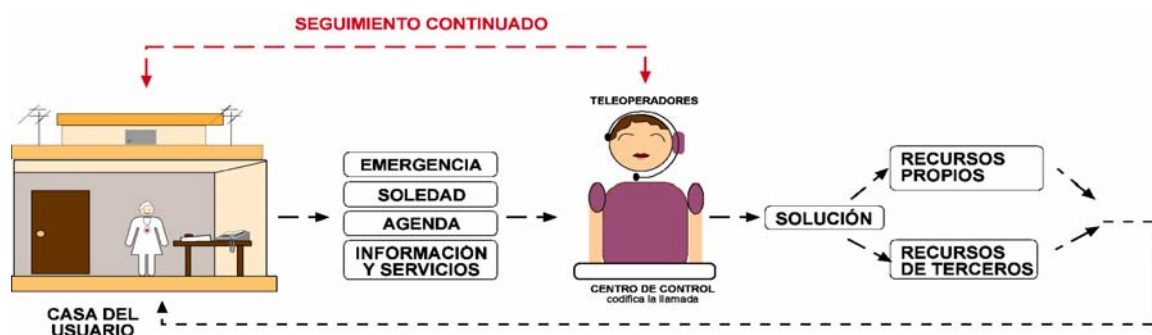 SEGUIMIENTO CONTINUADO
TELEOPERADORES
EMERGENCIA
SOLEDAD
AGENDA
INFORMACIÓN
Y SERVICIOS
SOLUCIÓN
RECURSOS
PROPIOS
RECURSOS
DE TERCEROS
CENTRO DE CONTROL
codifica la llamada
CASA DEL
USUARIO